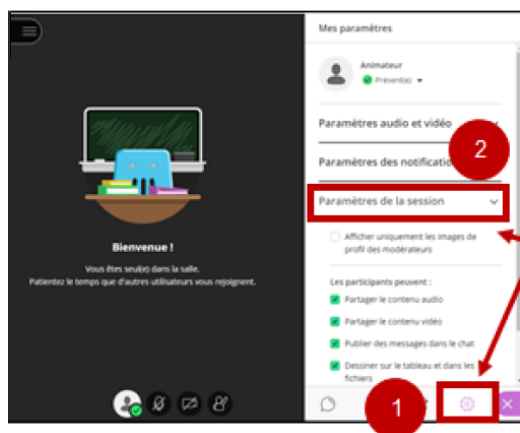 Mes paramètres
Animateur
Présent(e)
Paramètres audio et vidéo
Paramètres des notification
2
Paramètres de la session
Afficher uniquement les images de
profil des modérateurs
Les participants peuvent :
Partager le contenu audio
Partager le contenu vidéo
Publier des messages dans le chat
Dessiner sur le tableau et dans les
fichiers
1
Bienvenue !
Vous êtes seul(e) dans la salle.
Patientez le temps que d'autres utilisateurs vous rejoignent.